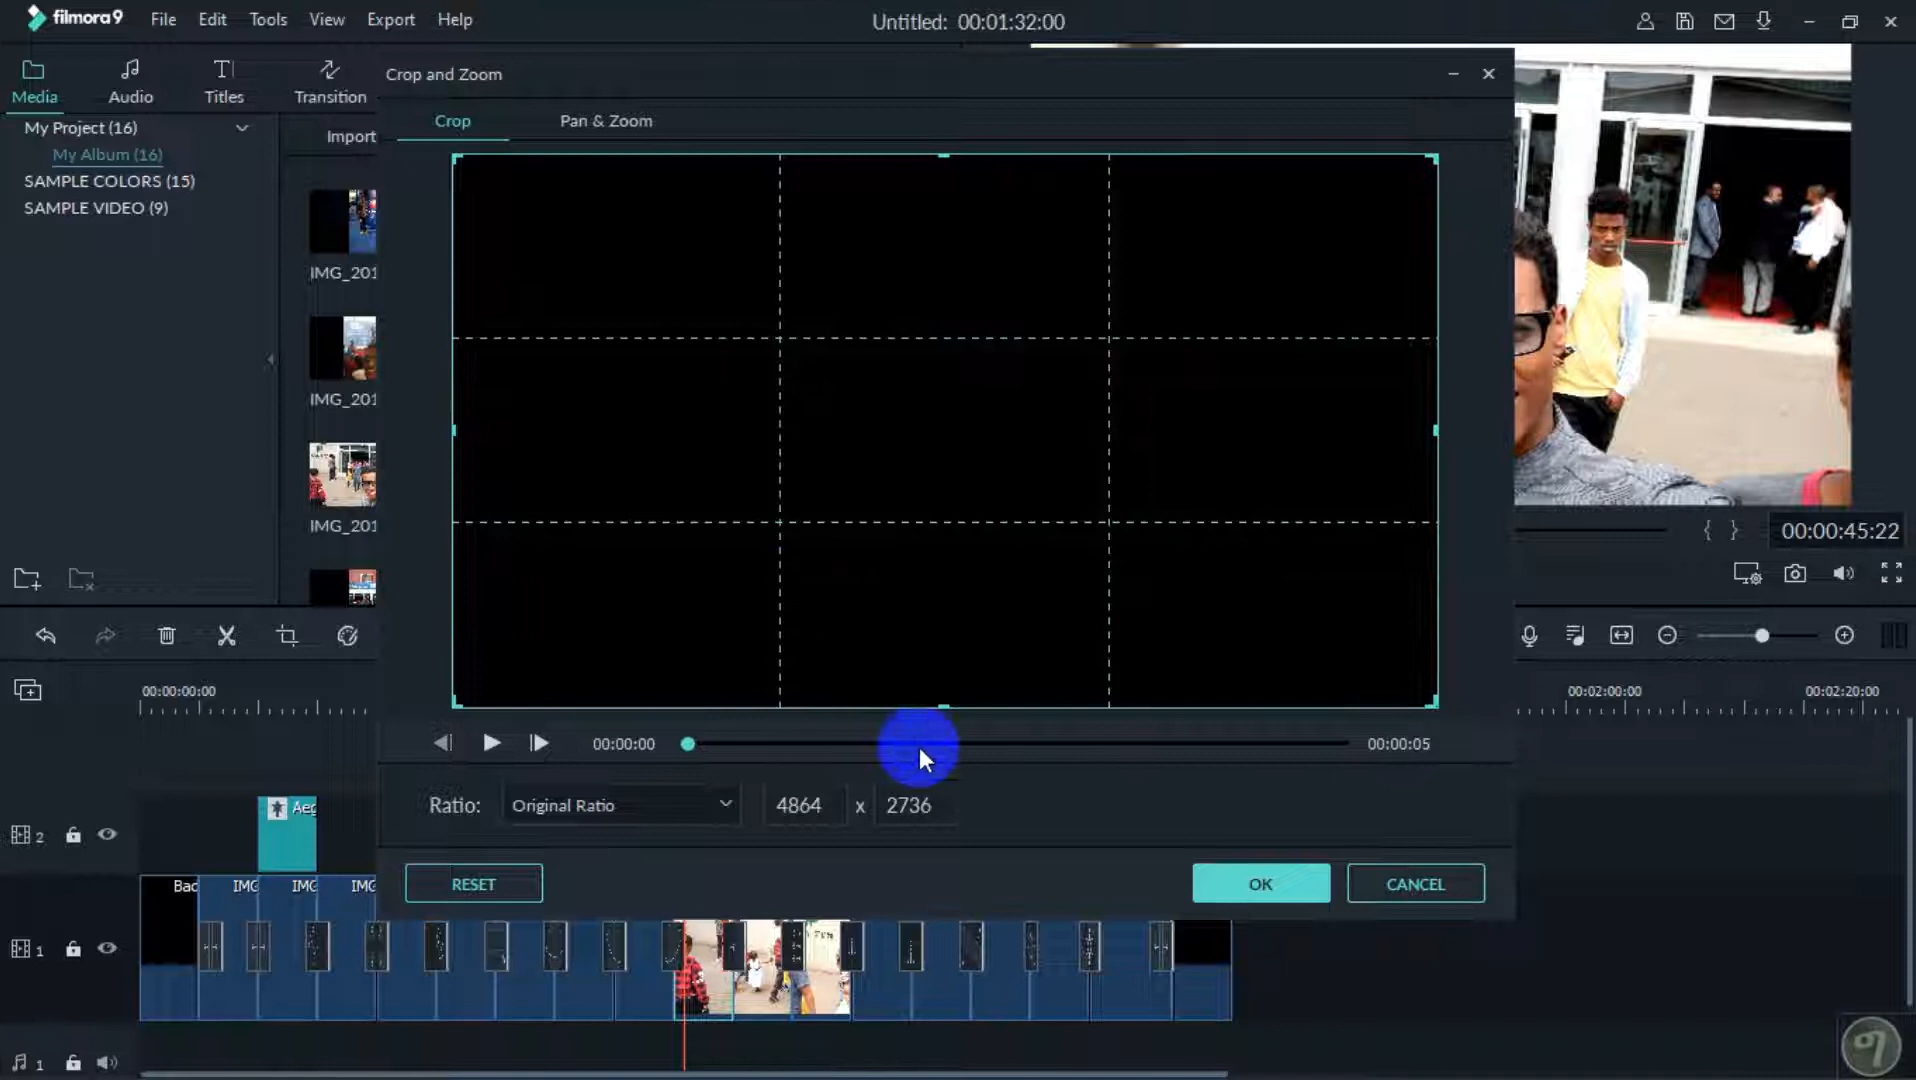 filmora9 File Edit Tools View Export Help Untitled: 00:01:32:00
Media Audio Titles Transition
Crop and Zoom
Crop Pan & Zoom
My Project (16)
My Album (16)
SAMPLE COLORS (15)
SAMPLE VIDEO (9)
Import
IMG_201
IMG_201
IMG_201
00:00:45:22
00:00:00:00
00:02:00:00 00:02:20:00
00:00:00 00:00:05
Ratio: Original Ratio 4864 x 2736
RESET OK CANCEL
2 Aeg
Bac IMG IMG IMG
1
1